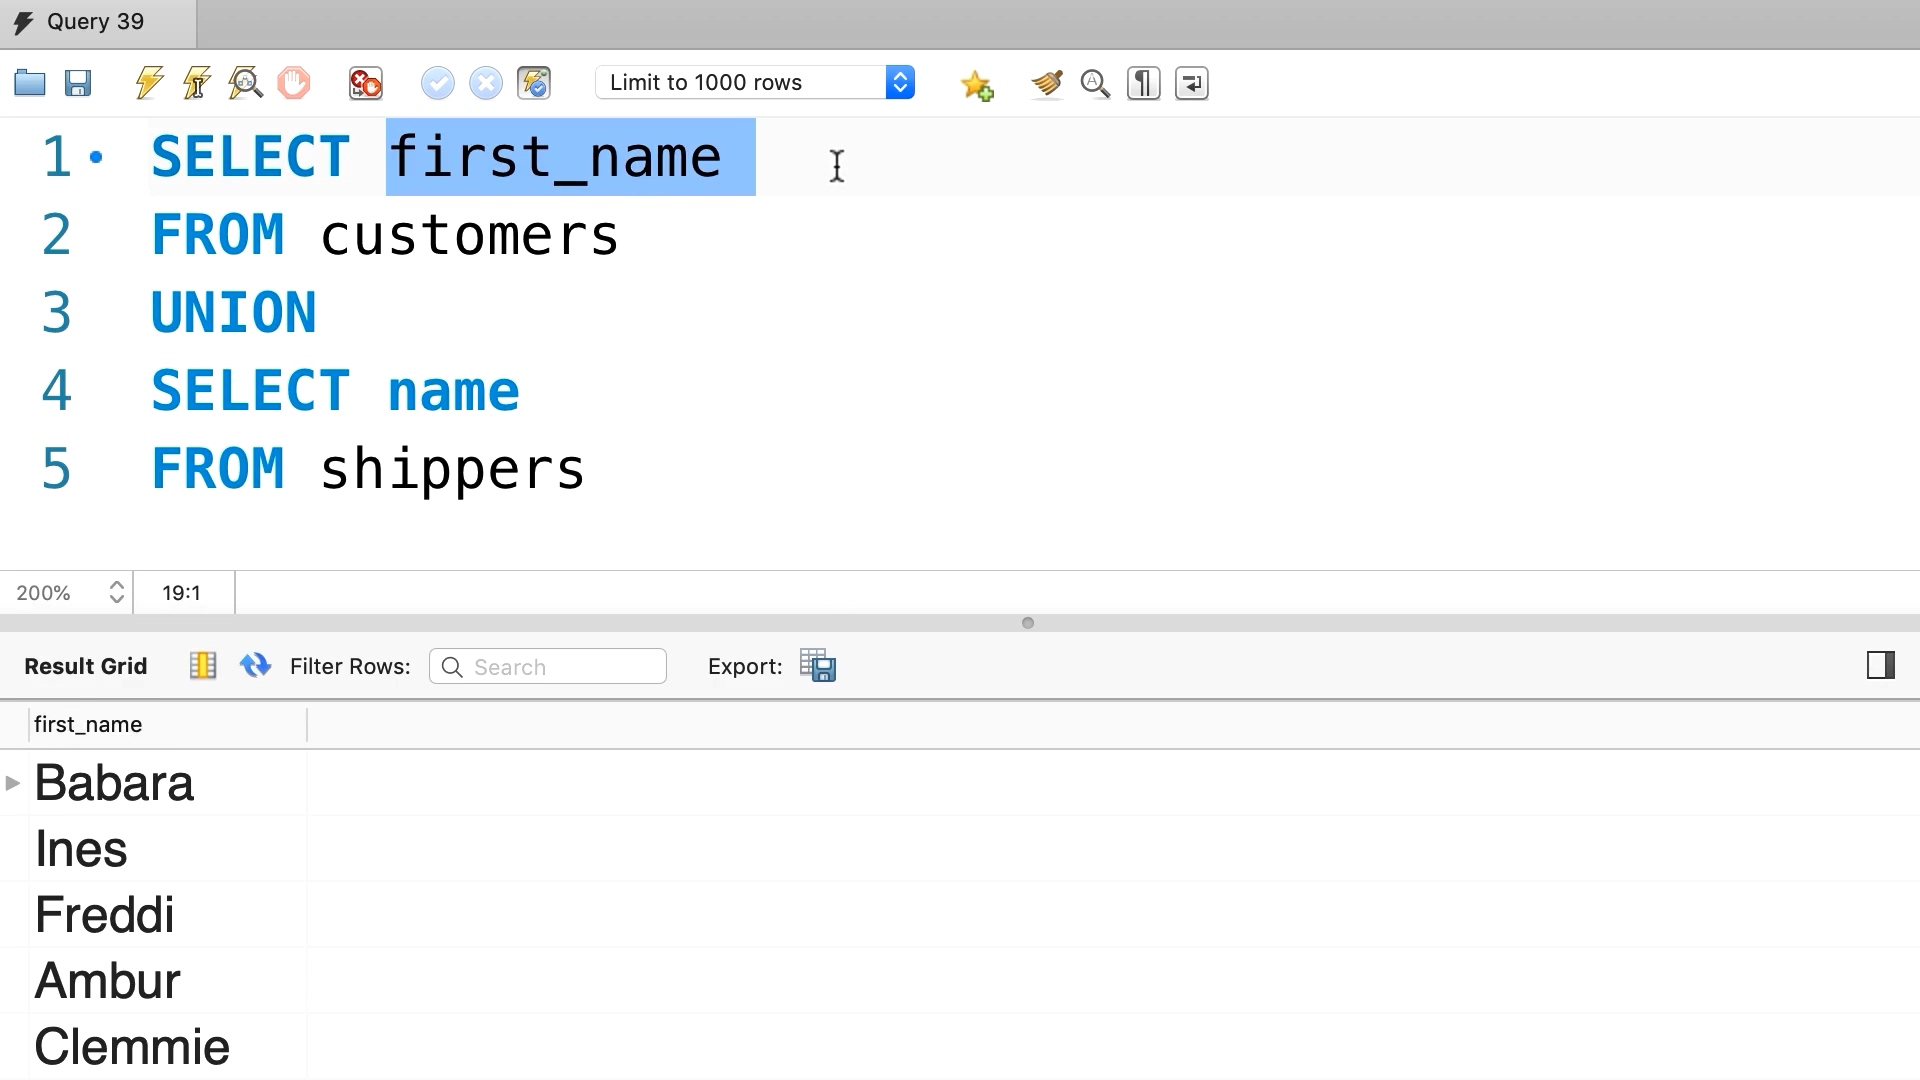 Query 39
Limit to 1000 rows
1 SELECT first_name
2 FROM customers
3 UNION
4 SELECT name
5 FROM shippers
200% 19:1
Result Grid Filter Rows: Search Export:
first_name
Babara
Ines
Freddi
Ambur
Clemmie